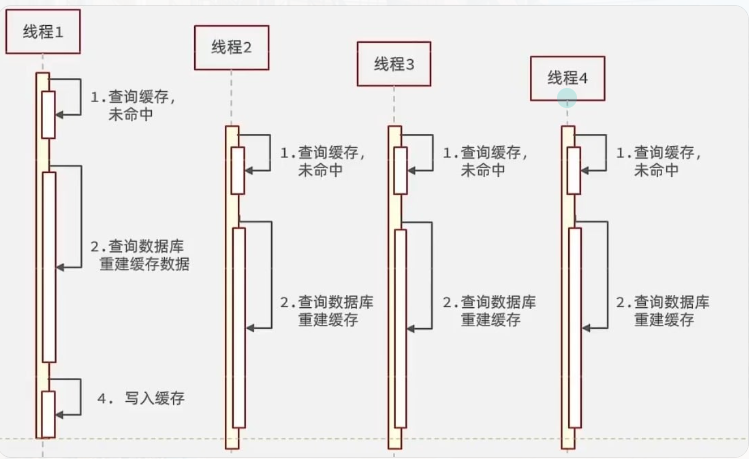 线程1
线程2
线程3
线程4
1.查询缓存，
未命中
1.查询缓存，
未命中
1.查询缓存，
未命中
1.查询缓存，
未命中
2.查询数据库
重建缓存数据
2.查询数据库
重建缓存
2.查询数据库
重建缓存
2.查询数据库
重建缓存
4. 写入缓存